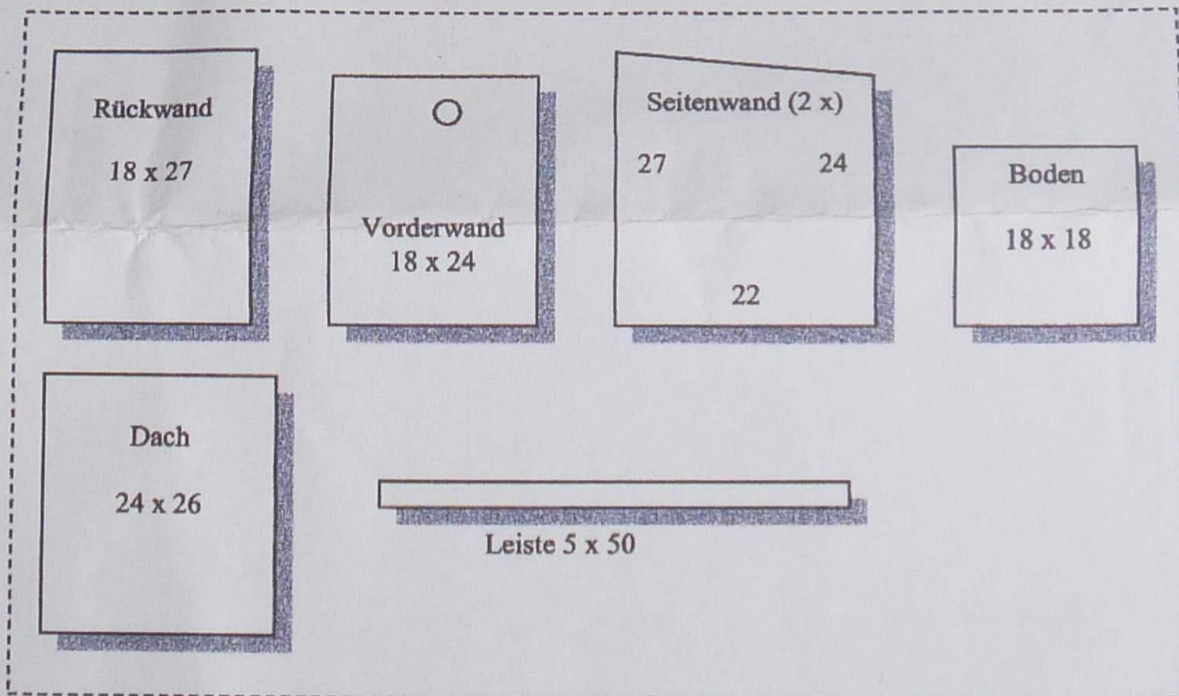 Rückwand
18 x 27
Vorderwand
18 x 24
Seitenwand (2 x)
27 24
22
Boden
18 x 18
Dach
24 x 26
Leiste 5 x 50